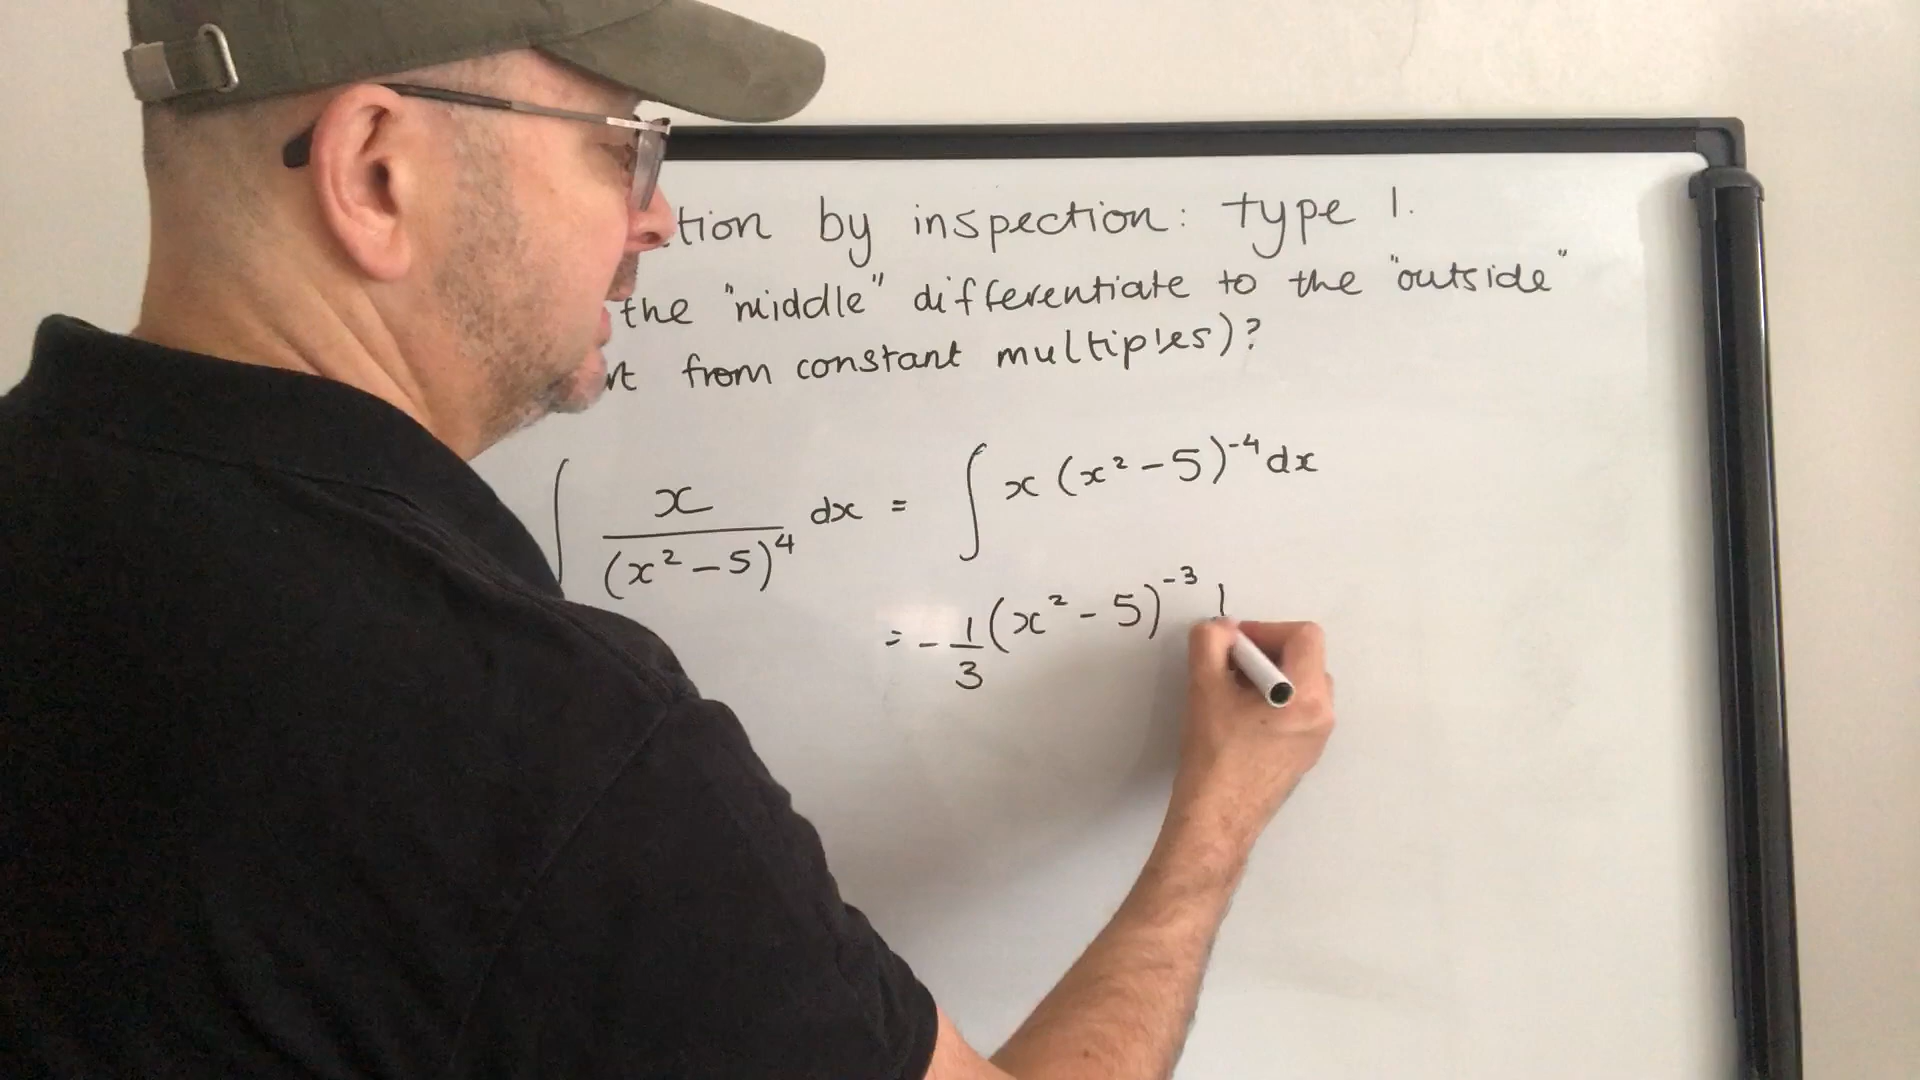 tion by inspection: type 1.
the "middle" differentiate to the "outside"
rt from constant multiples)?
∫ x/(x² - 5)⁴ dx = ∫ x (x² - 5)⁻⁴ dx
= - 1/3 (x² - 5)⁻³ 1